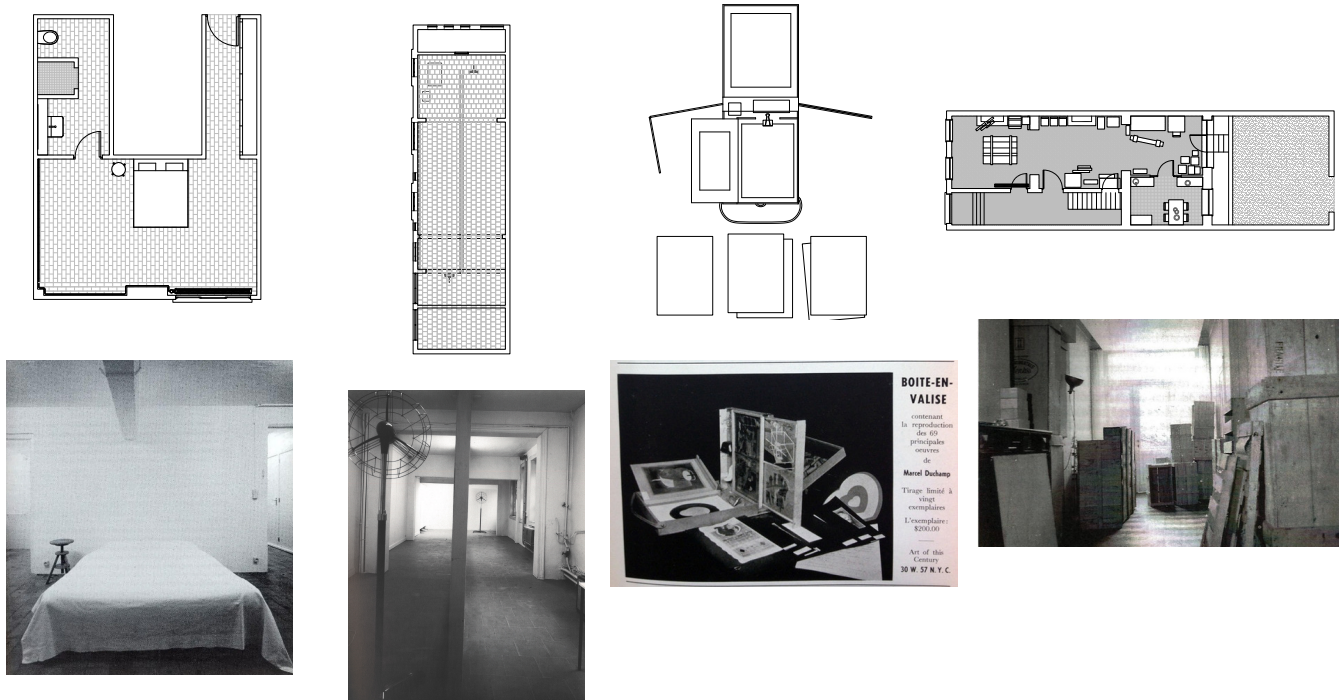 BOITE-EN-
VALISE
contenant
la reproduction
des 69
principales
oeuvres
de
Marcel Duchamp
Tirage limité à
vingt
exemplaires
L'exemplaire:
$200.00
Art of this
Century
30 W. 57 N. Y. C.